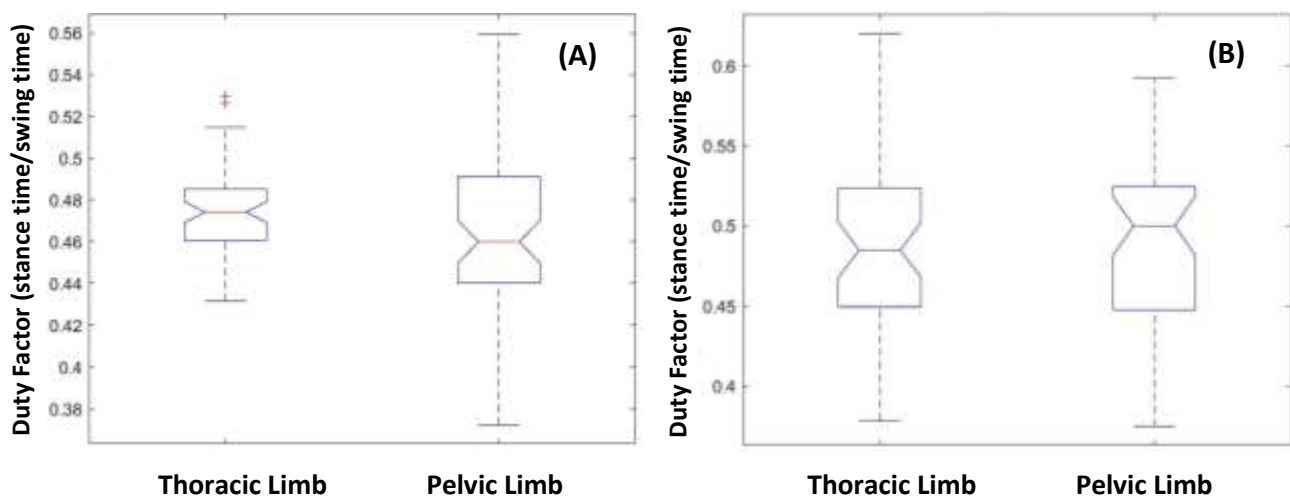 Duty Factor (stance time/swing time)
0.56
0.54
0.52
0.5
0.48
0.46
0.44
0.42
0.4
0.38
(A)
Thoracic Limb
Pelvic Limb
Duty Factor (stance time/swing time)
0.6
0.55
0.5
0.45
0.4
(B)
Thoracic Limb
Pelvic Limb